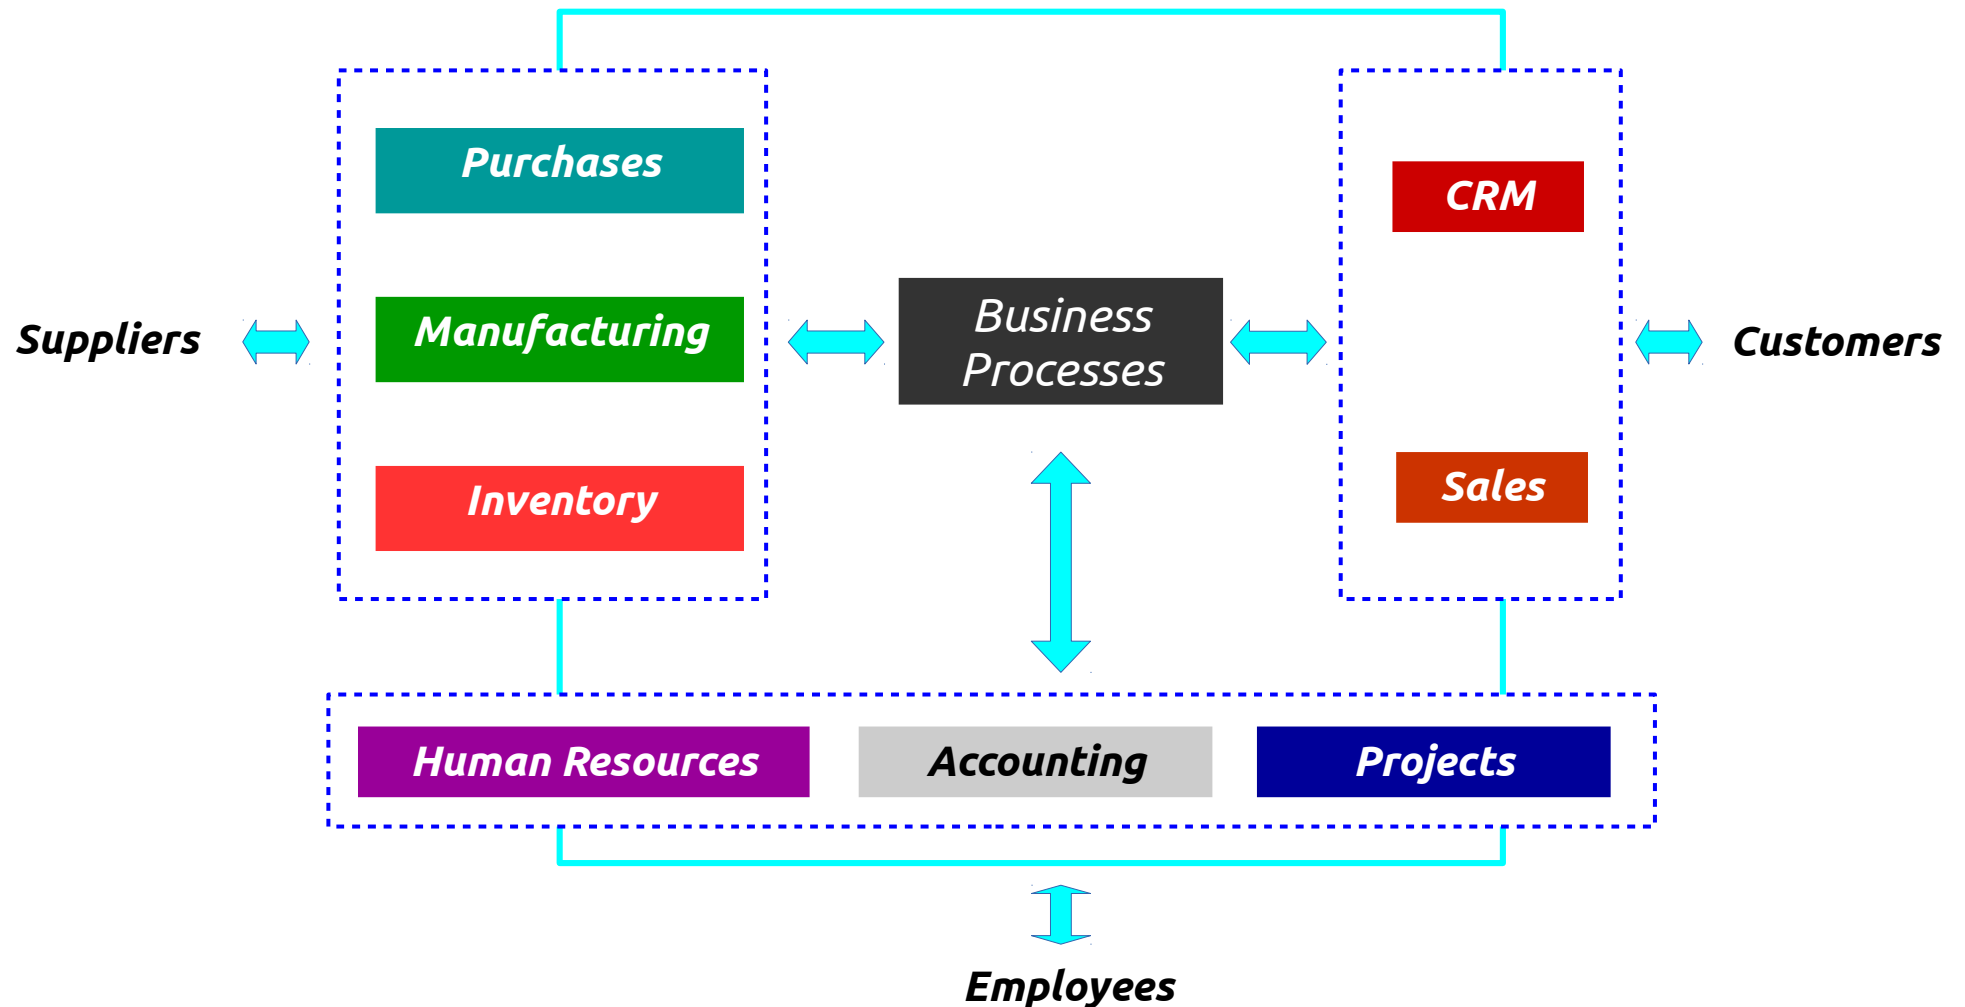 Purchases
CRM
Business
Processes
Suppliers
Manufacturing
Customers
Inventory
Sales
Human Resources
Accounting
Projects
Employees